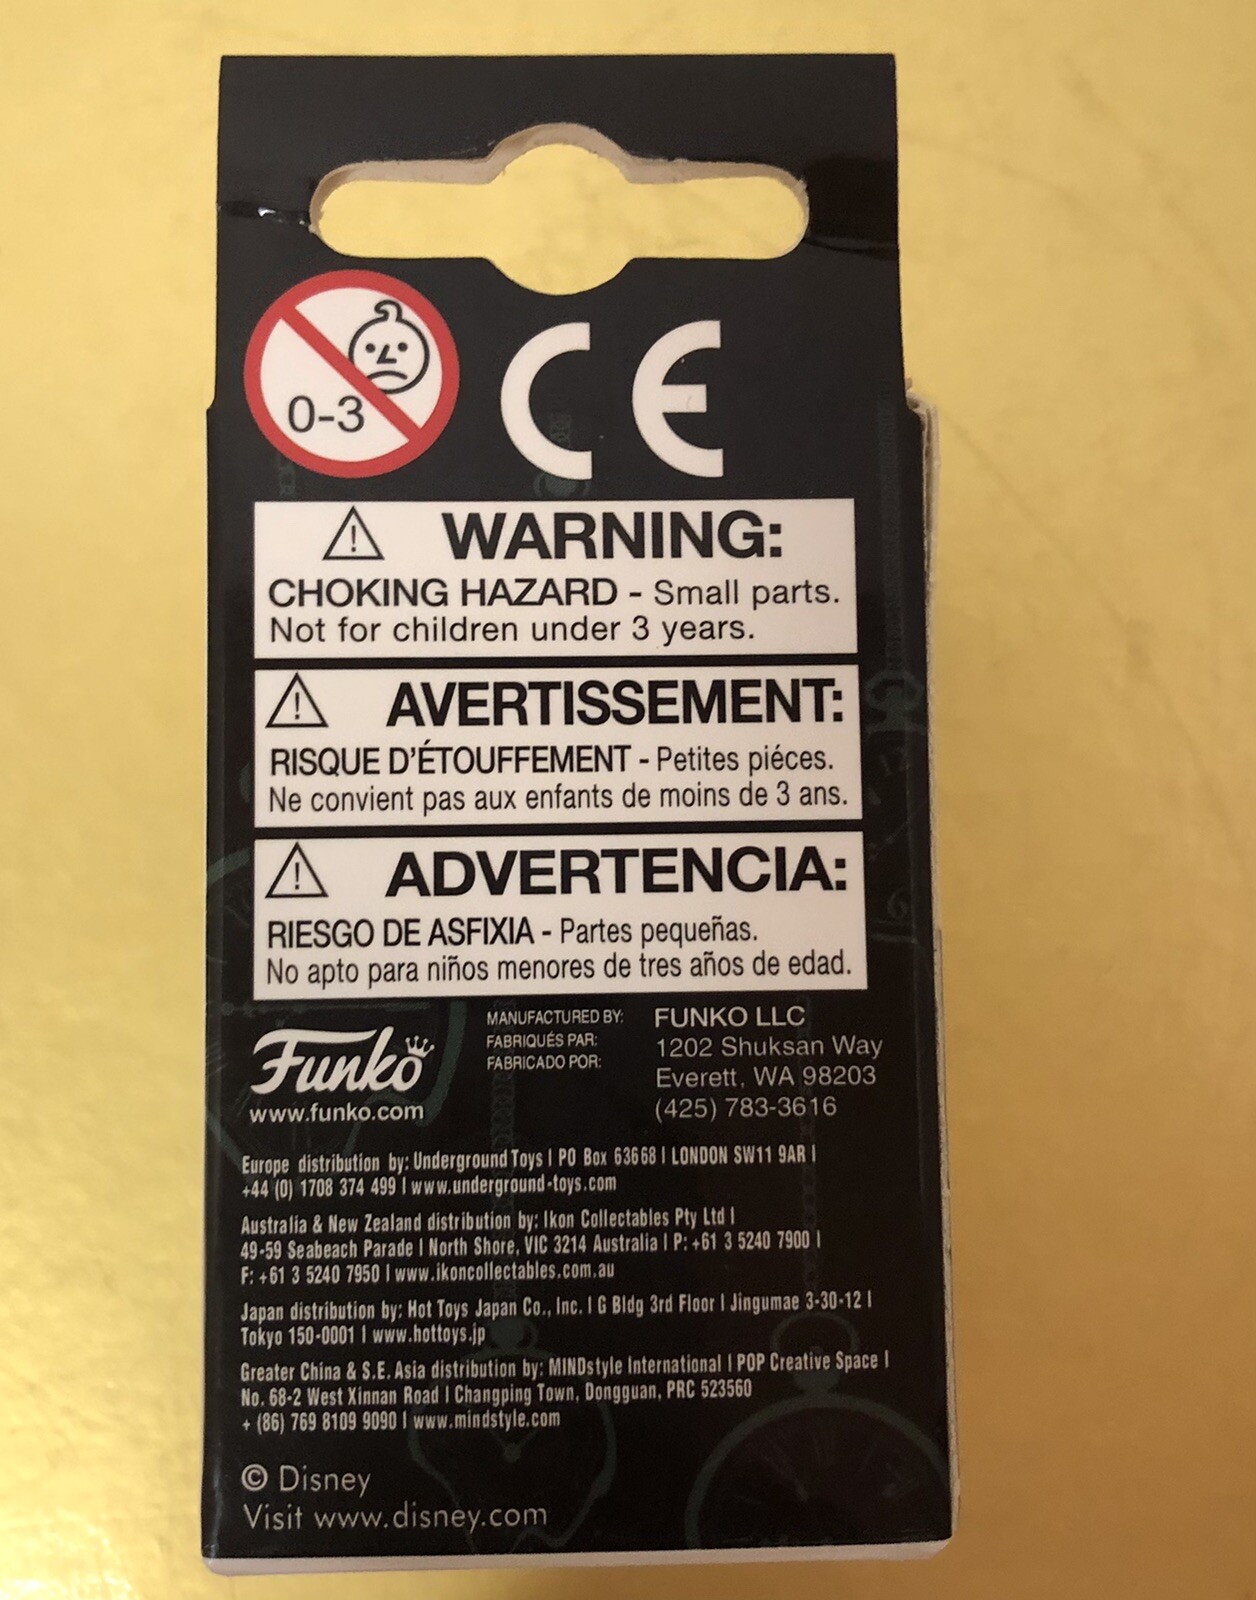 0-3
CE
WARNING:
CHOKING HAZARD - Small parts.
Not for children under 3 years.
AVERTISSEMENT:
RISQUE D'ÉTOUFFEMENT - Petites piéces.
Ne convient pas aux enfants de moins de 3 ans.
ADVERTENCIA:
RIESGO DE ASFIXIA - Partes pequeñas.
No apto para niños menores de tres años de edad.
Funko
www.funko.com
MANUFACTURED BY:
FABRIQUÉS PAR:
FABRICADO POR:
FUNKO LLC
1202 Shuksan Way
Everett, WA 98203
(425) 783-3616
Europe distribution by: Underground Toys I PO Box 63668 I LONDON SW11 9AR I
+44 (0) 1708 374 499 I www.underground-toys.com
Australia & New Zealand distribution by: Ikon Collectables Pty Ltd I
49-59 Seabeach Parade I North Shore, VIC 3214 Australia I P: +61 3 5240 7900 I
F: +61 3 5240 7950 I www.ikoncollectables.com.au
Japan distribution by: Hot Toys Japan Co., Inc. I G Bldg 3rd Floor I Jingumae 3-30-12 I
Tokyo 150-0001 I www.hottoys.jp
Greater China & S.E. Asia distribution by: MINDstyle International I POP Creative Space I
No. 68-2 West Xinnan Road I Changping Town, Dongguan, PRC 523560
+ (86) 769 8109 9090 I www.mindstyle.com
© Disney
Visit www.disney.com